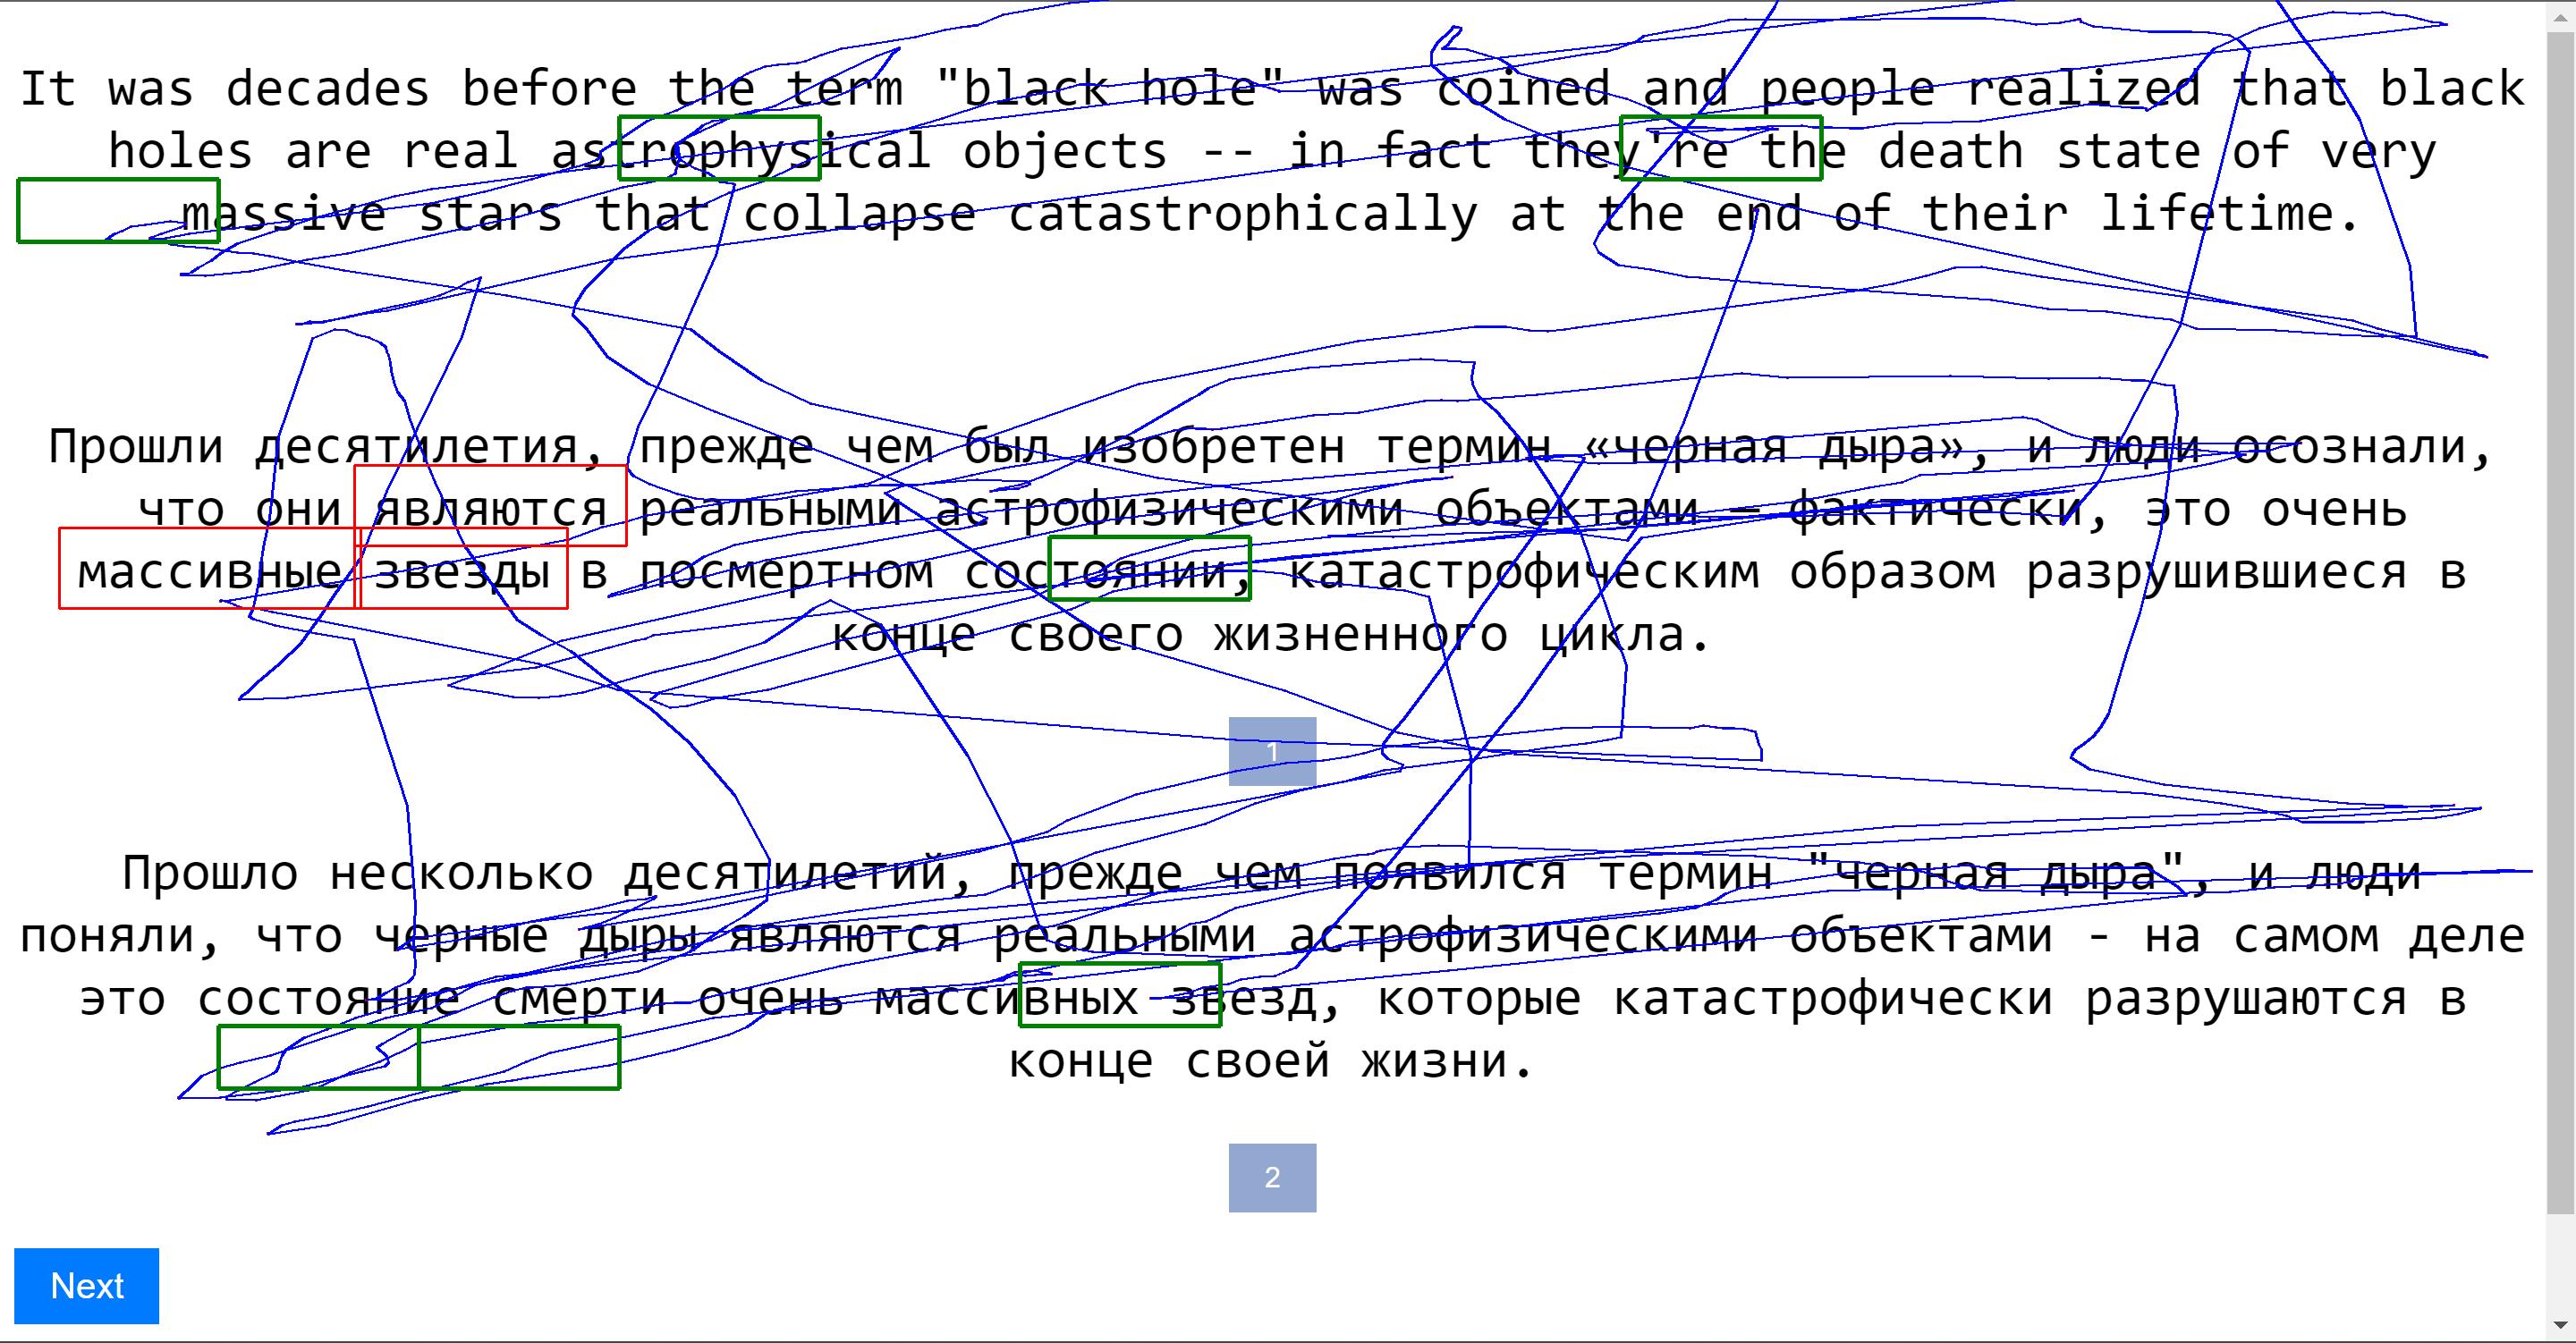 It was decades before the term "black hole" was coined and people realized that black
holes are real astrophysical objects -- in fact they're the death state of very
massive stars that collapse catastrophically at the end of their lifetime.
Прошли десятилетия, прежде чем был изобретен термин «черная дыра», и люди осознали,
что они являются реальными астрофизическими объектами — фактически, это очень
массивные звезды в посмертном состоянии, катастрофическим образом разрушившиеся в
конце своего жизненного цикла.
1
Прошло несколько десятилетий, прежде чем появился термин "черная дыра", и люди
поняли, что черные дыры являются реальными астрофизическими объектами - на самом деле
это состояние смерти очень массивных звезд, которые катастрофически разрушаются в
конце своей жизни.
2
Next